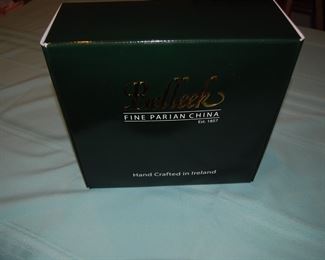 Belleek
FINE PARIAN CHINA
Est. 1857
Hand Crafted in Ireland